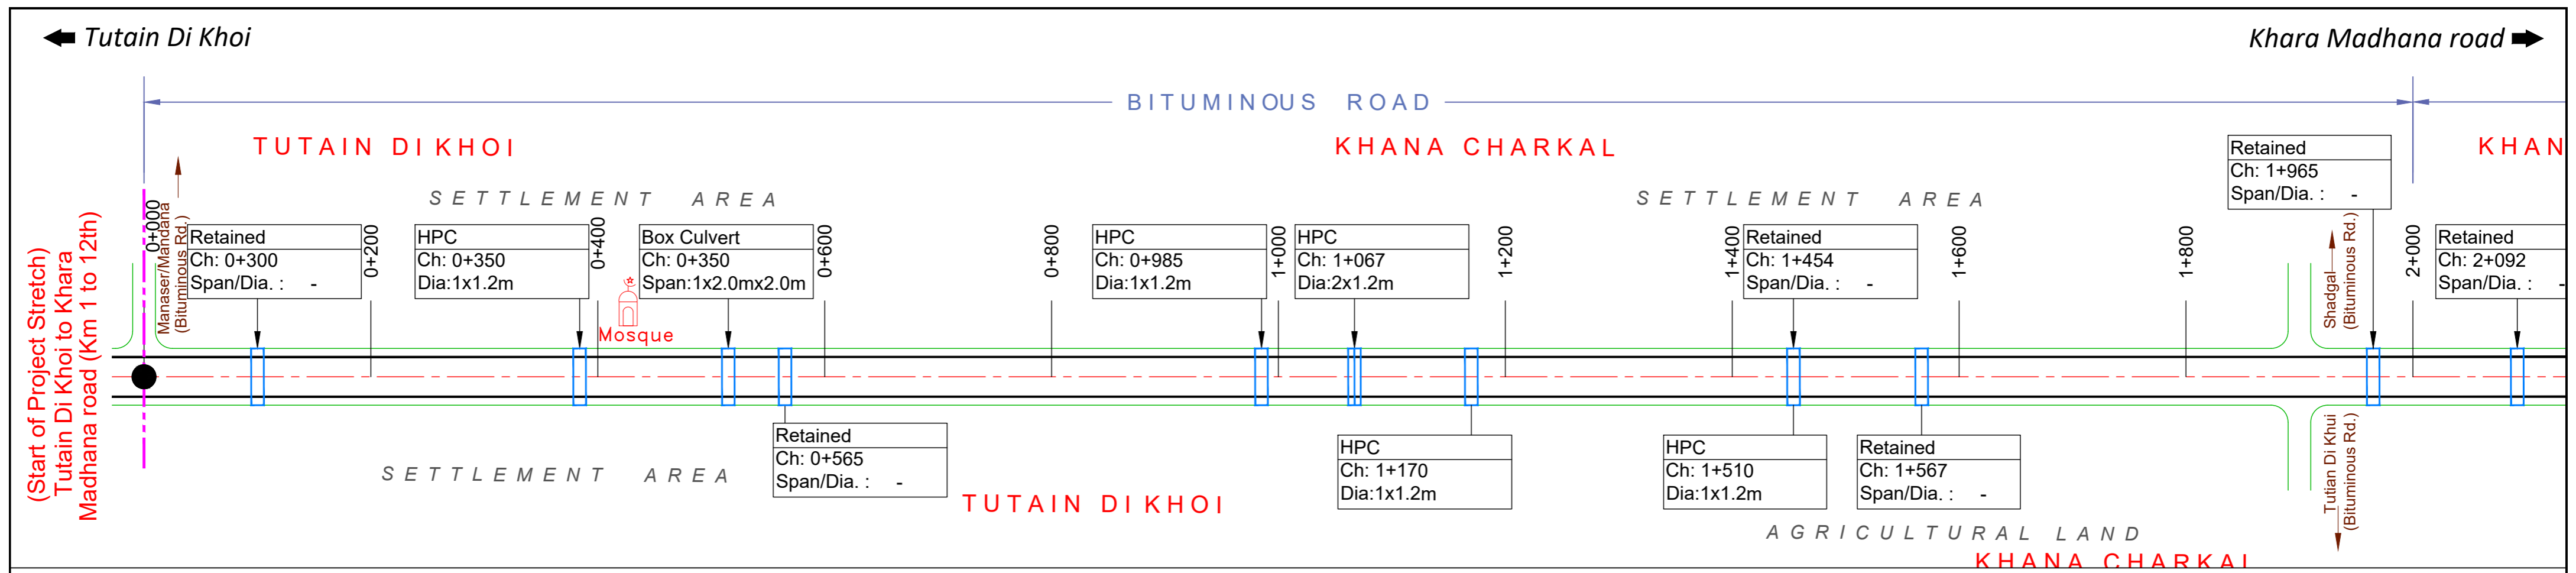 Tutain Di Khoi
Khara Madhana road
BITUMINOUS ROAD
TUTAIN DI KHOI
KHANA CHARKAL
KHAN
SETTLEMENT AREA
SETTLEMENT AREA
(Start of Project Stretch)
Tutain Di Khoi to Khara
Madhana road (Km 1 to 12th)
0+000
Manaser/Mandana
(Bituminous Rd.)
Retained
Ch: 0+300
Span/Dia. : -
0+200
HPC
Ch: 0+350
Dia:1x1.2m
0+400
Mosque
Box Culvert
Ch: 0+350
Span:1x2.0mx2.0m
0+600
0+800
HPC
Ch: 0+985
Dia:1x1.2m
1+000
HPC
Ch: 1+067
Dia:2x1.2m
1+200
1+400
Retained
Ch: 1+454
Span/Dia. : -
1+600
1+800
Retained
Ch: 1+965
Span/Dia. : -
Shadgal
(Bituminous Rd.)
2+000
Retained
Ch: 2+092
Span/Dia. : -
SETTLEMENT AREA
Retained
Ch: 0+565
Span/Dia. : -
TUTAIN DI KHOI
HPC
Ch: 1+170
Dia:1x1.2m
HPC
Ch: 1+510
Dia:1x1.2m
Retained
Ch: 1+567
Span/Dia. : -
Tutian Di Khui
(Bituminous Rd.)
AGRICULTURAL LAND
KHANA CHARKAL